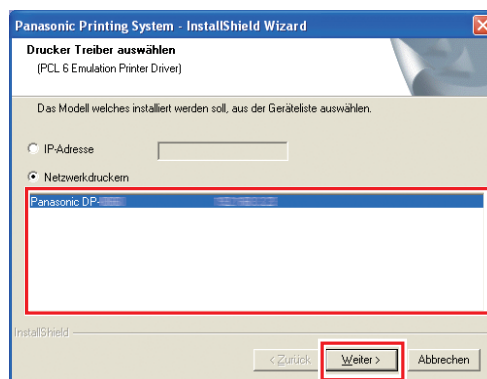 Panasonic Printing System - InstallShield Wizard
Drucker Treiber auswählen
(PCL 6 Emulation Printer Driver)
Das Modell welches installiert werden soll, aus der Geräteliste auswählen.
IP-Adresse
Netzwerkdruckern
Panasonic DP-
InstallShield
< Zurück Weiter > Abbrechen